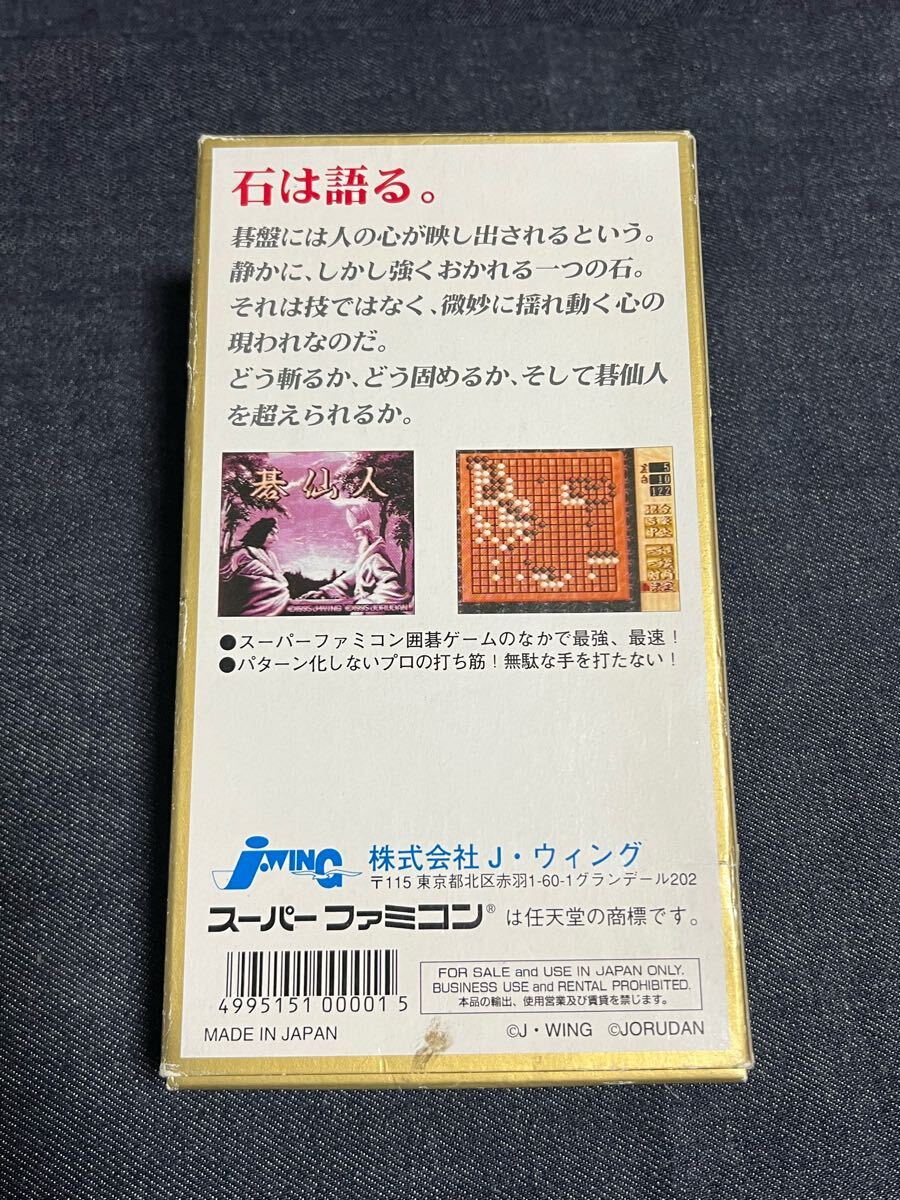 石は語る。
碁盤には人の心が映し出されるという。
静かに、しかし強くおかれる一つの石。
それは技ではなく、微妙に揺れ動く心の
現われなのだ。
どう斬るか、どう固めるか、そして碁仙人
を超えられるか。
碁仙人
©1995 J-WING ©1995 JORUDAN
5
10
122
●スーパーファミコン囲碁ゲームのなかで最強、最速！
●パターン化しないプロの打ち筋！無駄な手を打たない！
J-WING 株式会社 J・ウィング
〒115 東京都北区赤羽1-60-1グランデール202
スーパーファミコン® は任天堂の商標です。
4995151 00001 5
FOR SALE and USE IN JAPAN ONLY.
BUSINESS USE and RENTAL PROHIBITED.
本品の輸出、使用営業及び賃貸を禁じます。
MADE IN JAPAN
©J・WING ©JORUDAN